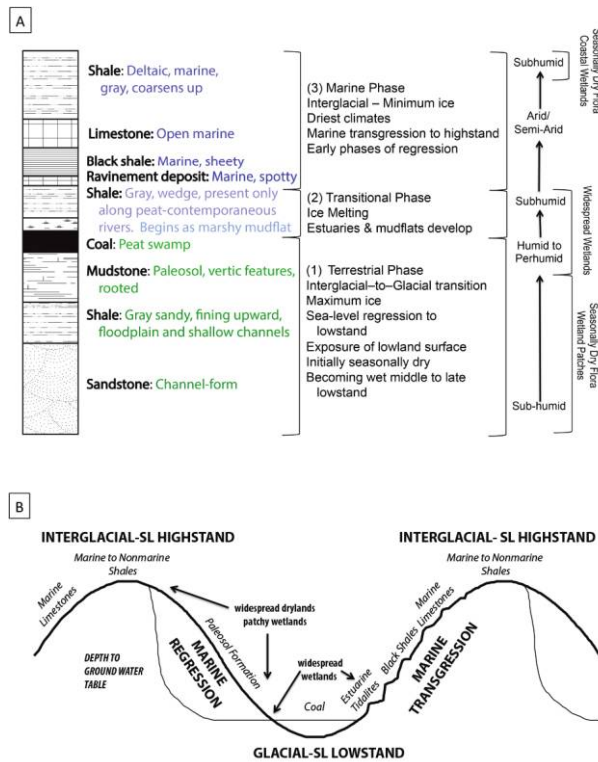 A
Shale: Deltaic, marine,
gray, coarsens up
Limestone: Open marine
Black shale: Marine, sheety
Ravinement deposit: Marine, spotty
Shale: Gray, wedge, present only
along peat-contemporaneous
rivers. Begins as marshy mudflat
Coal: Peat swamp
Mudstone: Paleosol, vertic features,
rooted
Shale: Gray sandy, fining upward,
floodplain and shallow channels
Sandstone: Channel-form
(3) Marine Phase
Interglacial – Minimum ice
Driest climates
Marine transgression to highstand
Early phases of regression
(2) Transitional Phase
Ice Melting
Estuaries & mudflats develop
(1) Terrestrial Phase
Interglacial–to–Glacial transition
Maximum ice
Sea-level regression to
lowstand
Exposure of lowland surface
Initially seasonally dry
Becoming wet middle to late
lowstand
Subhumid
Arid/
Semi-Arid
Subhumid
Humid to
Perhumid
Sub-humid
Seasonally Dry Flora
Coastal Wetlands
Widespread Wetlands
Seasonally Dry Flora
Wetland Patches
B
INTERGLACIAL-SL HIGHSTAND
Marine to Nonmarine
Shales
Marine
Limestones
DEPTH TO
GROUND WATER
TABLE
MARINE
REGRESSION
Paleosol Formation
widespread drylands
patchy wetlands
widespread
wetlands
Coal
Estuarine
Tidalites
Black Shales
Marine
Limestones
MARINE
TRANSGRESSION
GLACIAL-SL LOWSTAND
INTERGLACIAL- SL HIGHSTAND
Marine to Nonmarine
Shales